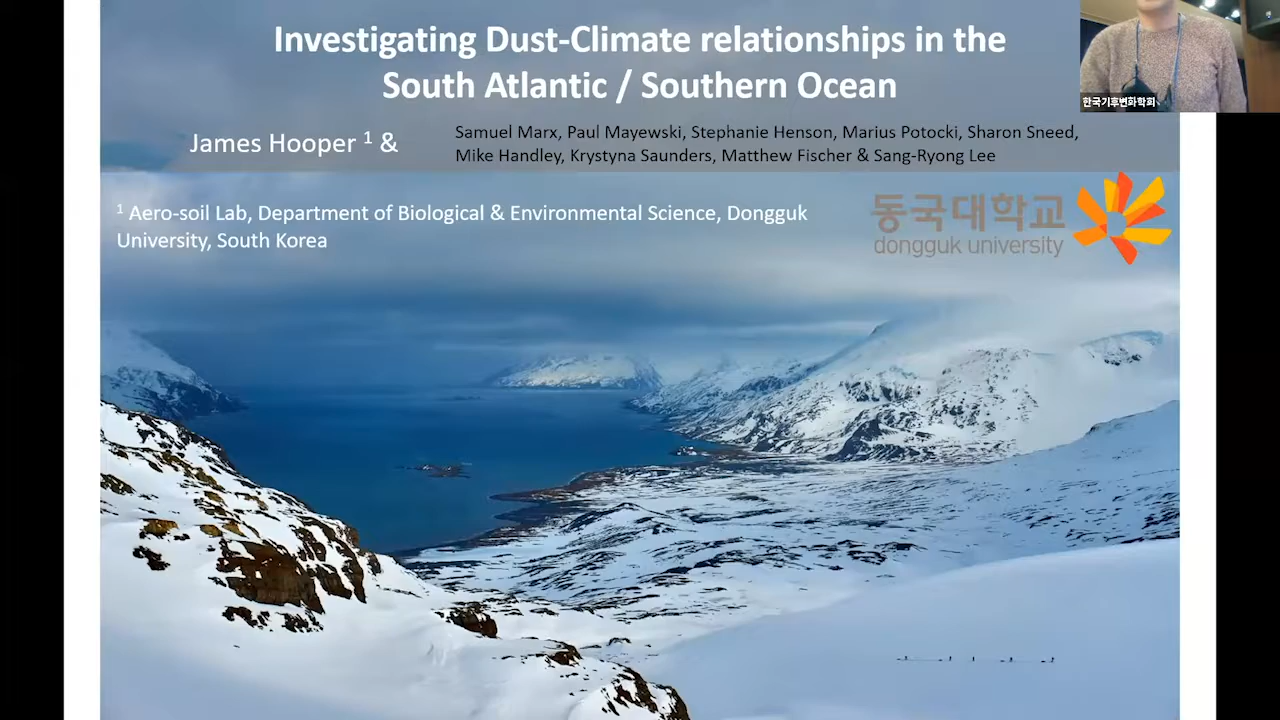 Investigating Dust-Climate relationships in the
South Atlantic / Southern Ocean
한국기후변화학회
James Hooper 1 &
Samuel Marx, Paul Mayewski, Stephanie Henson, Marius Potocki, Sharon Sneed,
Mike Handley, Krystyna Saunders, Matthew Fischer & Sang-Ryong Lee
1 Aero-soil Lab, Department of Biological & Environmental Science, Dongguk
University, South Korea
동국대학교
dongguk university